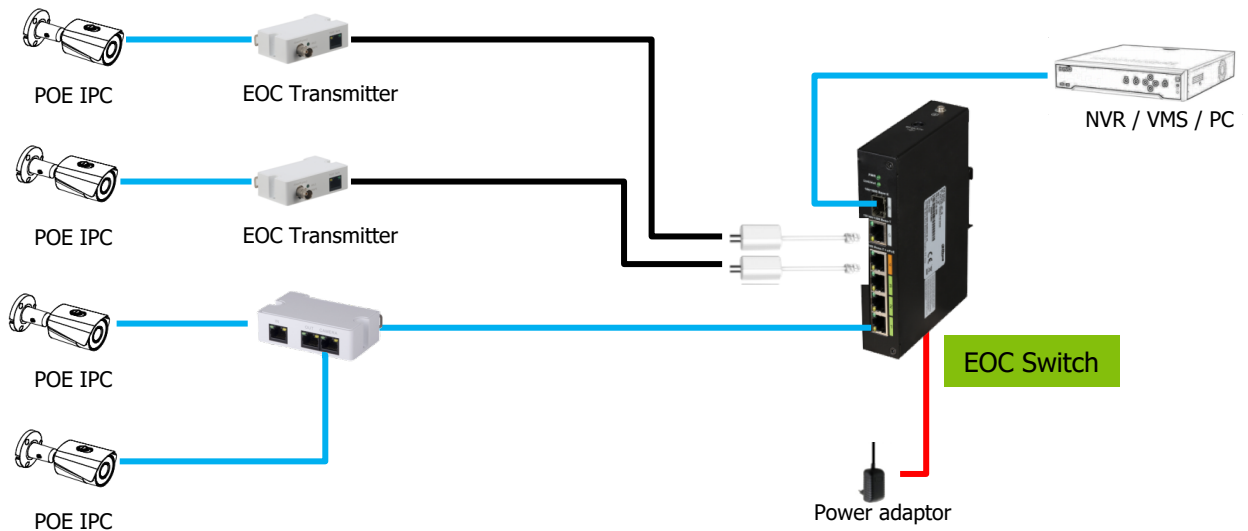 POE IPC
EOC Transmitter
NVR / VMS / PC
POE IPC
EOC Transmitter
POE IPC
EOC Switch
POE IPC
Power adaptor